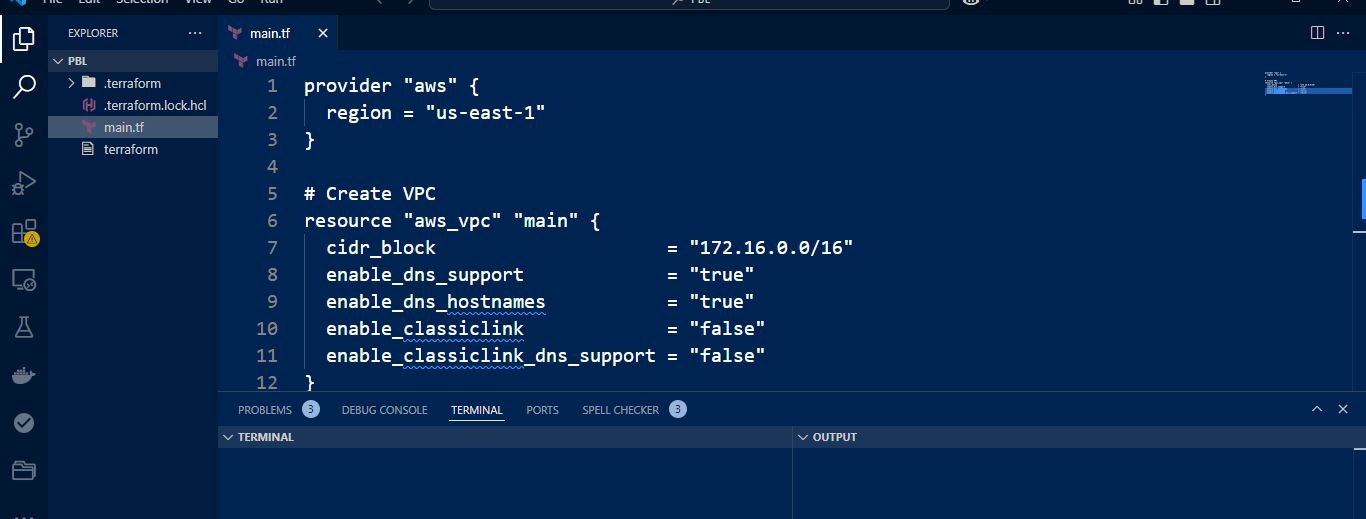 File Edit Selection View Go Run PBL
EXPLORER ...
main.tf
PBL
main.tf
.terraform
.terraform.lock.hcl
main.tf
terraform
1 provider "aws" {
2 region = "us-east-1"
3 }
4
5 # Create VPC
6 resource "aws_vpc" "main" {
7 cidr_block = "172.16.0.0/16"
8 enable_dns_support = "true"
9 enable_dns_hostnames = "true"
10 enable_classiclink = "false"
11 enable_classiclink_dns_support = "false"
12 }
PROBLEMS 3 DEBUG CONSOLE TERMINAL PORTS SPELL CHECKER 3
TERMINAL
OUTPUT